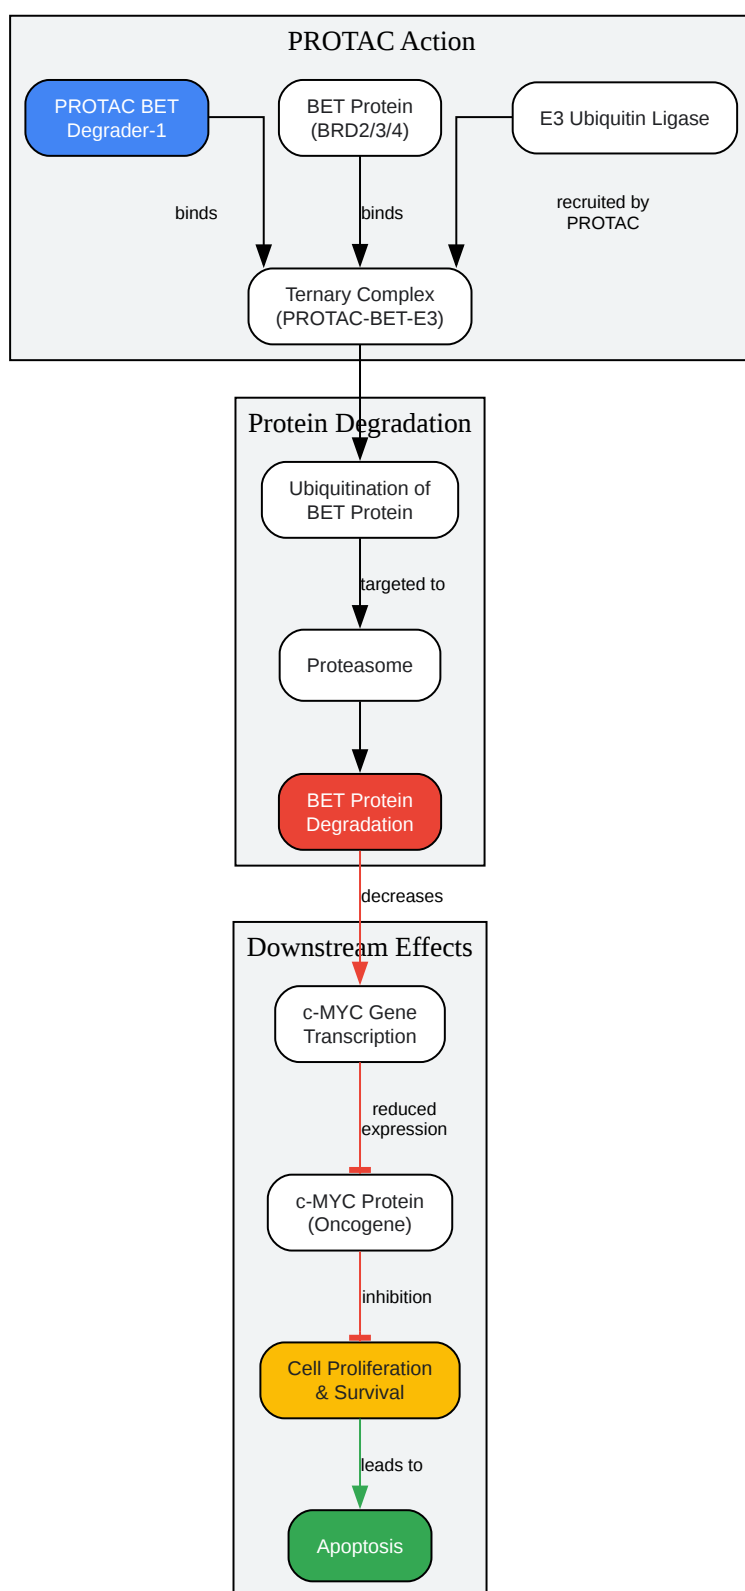 PROTAC Action
PROTAC BET
Degrader-1
BET Protein
(BRD2/3/4)
E3 Ubiquitin Ligase
binds
binds
recruited by
PROTAC
Ternary Complex
(PROTAC-BET-E3)
Protein Degradation
Ubiquitination of
BET Protein
targeted to
Proteasome
BET Protein
Degradation
decreases
Downstream Effects
c-MYC Gene
Transcription
reduced
expression
c-MYC Protein
(Oncogene)
inhibition
Cell Proliferation
& Survival
leads to
Apoptosis